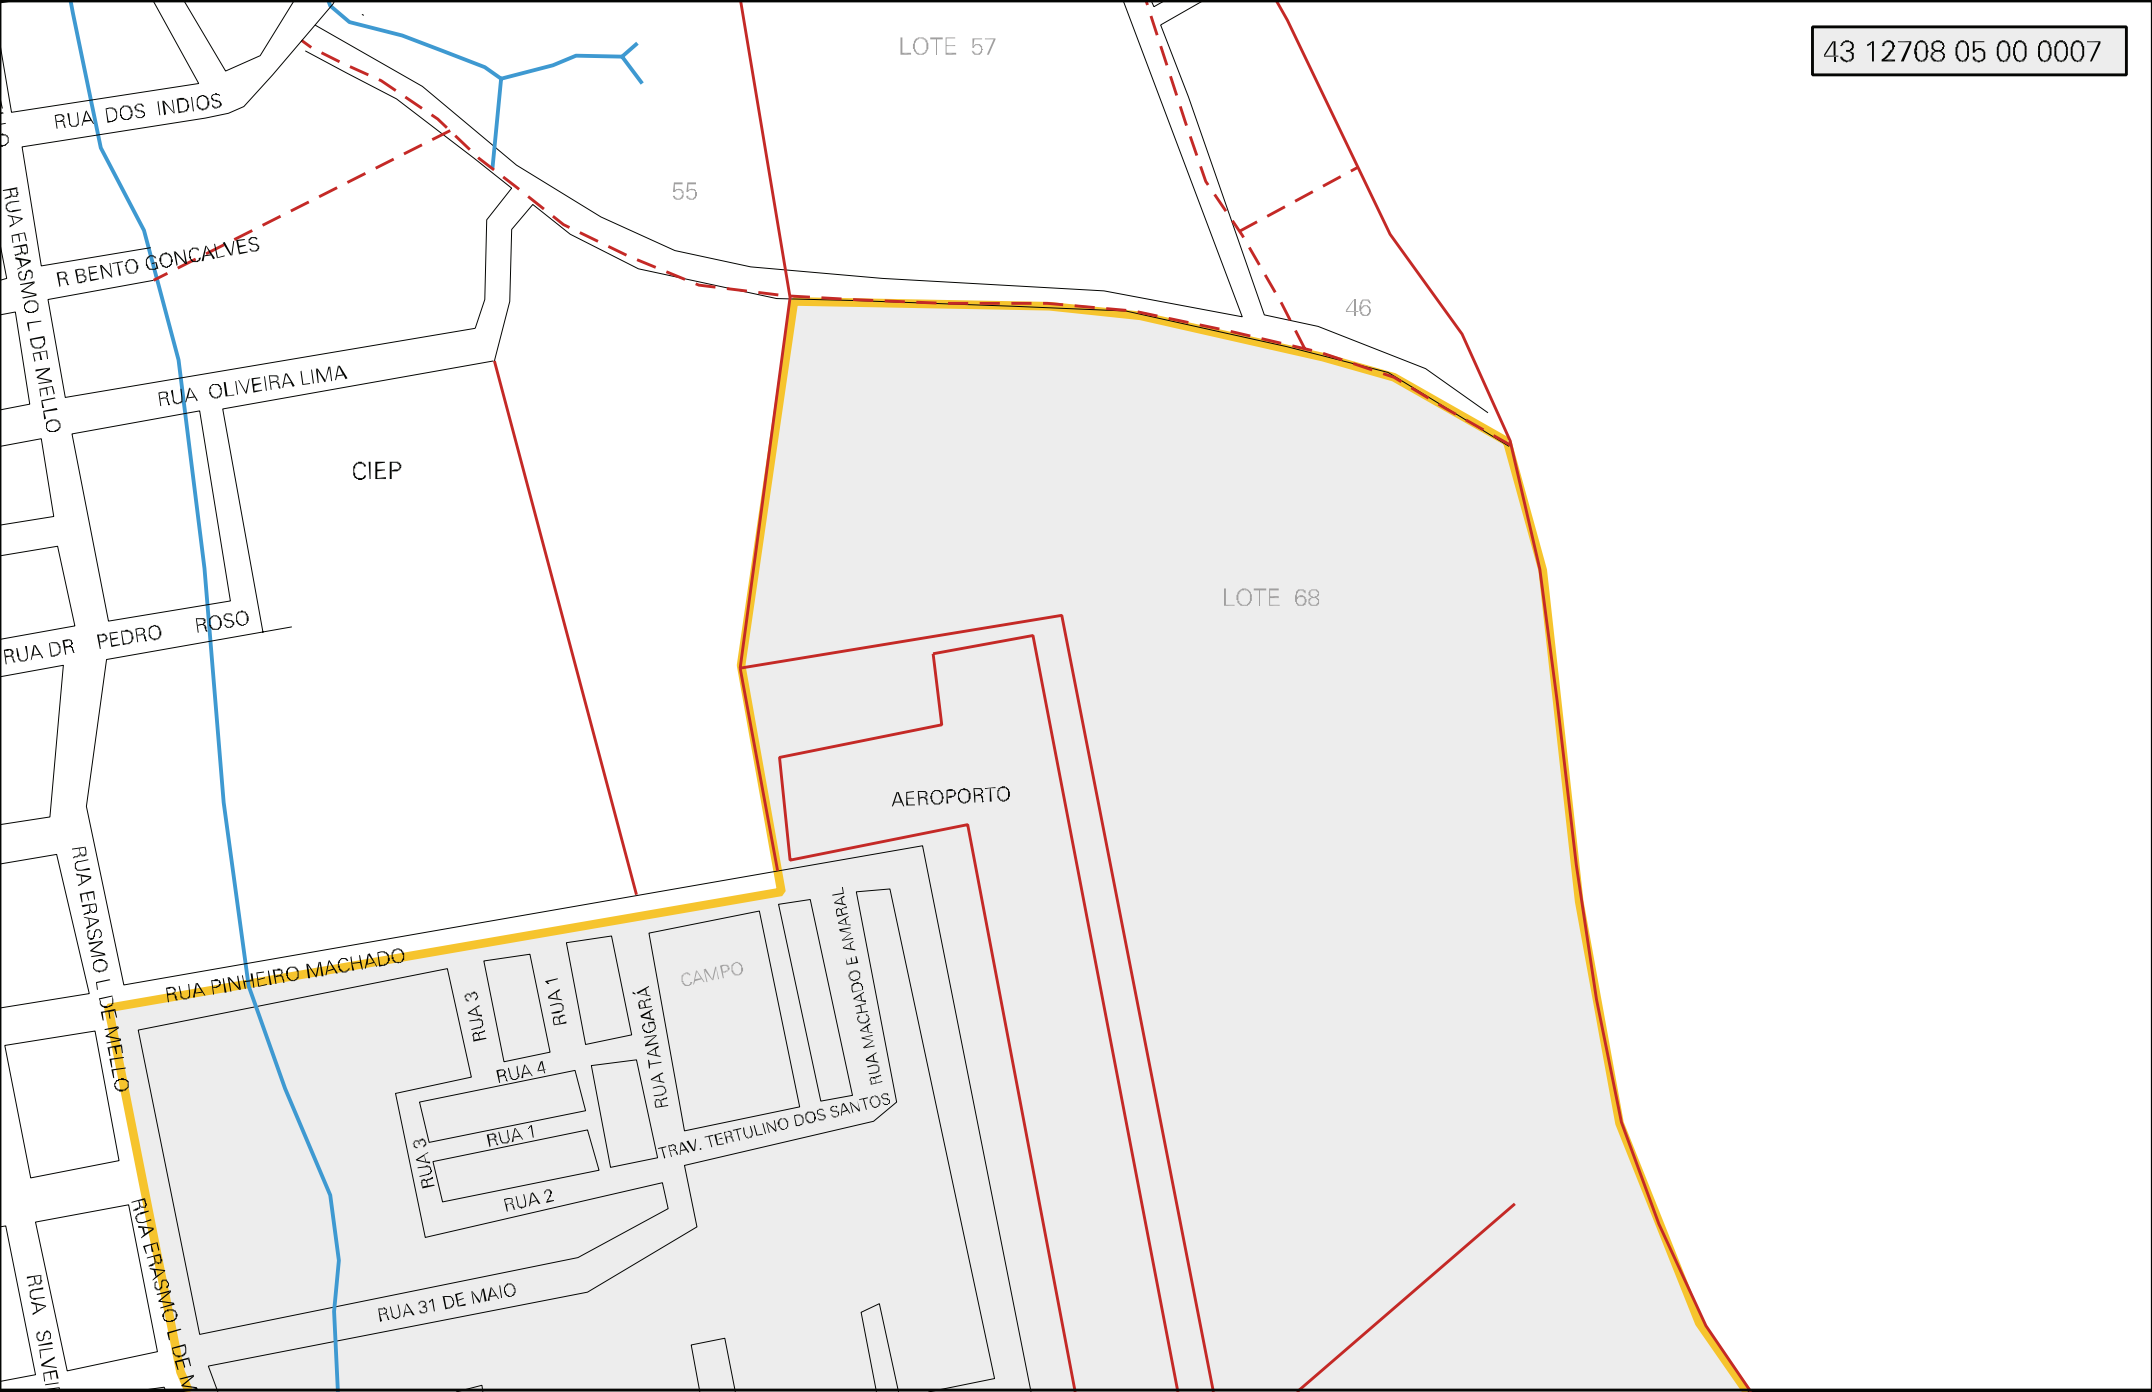 LOTE 57
43 12708 05 00 0007
RUA DOS INDIOS
55
RUA ERASMO L DE MELLO
R BENTO GONCALVES
46
RUA OLIVEIRA LIMA
CIEP
LOTE 68
RUA DR PEDRO ROSO
AEROPORTO
RUA ERASMO L DE MELLO
RUA PINHEIRO MACHADO
CAMPO
RUA MACHADO E AMARAL
RUA 3
RUA 1
RUA TANGARÁ
RUA 4
RUA 1
RUA 3
TRAV. TERTULINO DOS SANTOS
RUA 2
RUA ERASMO L DE M
RUA 31 DE MAIO
RUA SILVEI